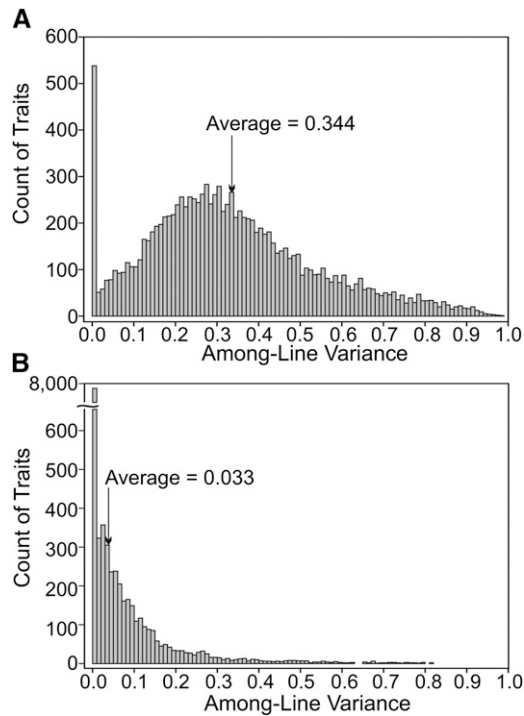 A
600
500
400
300
200
100
0
Count of Traits
Average = 0.344
0.0 0.1 0.2 0.3 0.4 0.5 0.6 0.7 0.8 0.9 1.0
Among-Line Variance
B
8,000
600
500
400
300
200
100
0
Count of Traits
Average = 0.033
0.0 0.1 0.2 0.3 0.4 0.5 0.6 0.7 0.8 0.9 1.0
Among-Line Variance